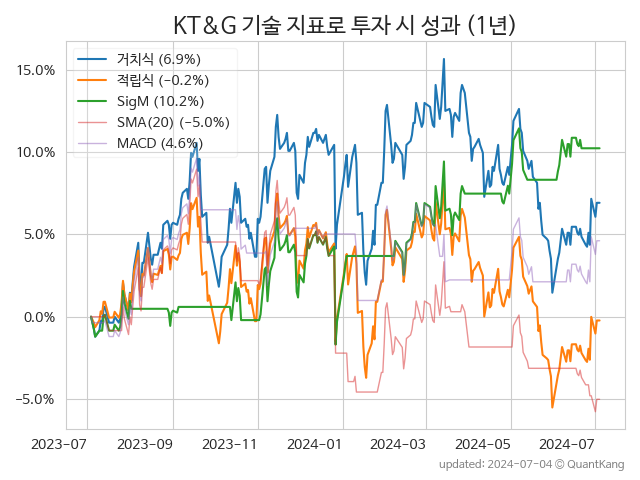 KT&G 기술 지표로 투자 시 성과 (1년)
거치식 (6.9%)
적립식 (−0.2%)
SigM (10.2%)
SMA(20) (−5.0%)
MACD (4.6%)
15.0%
10.0%
5.0%
0.0%
−5.0%
2023-07 2023-09 2023-11 2024-01 2024-03 2024-05 2024-07
updated: 2024-07-04 © QuantKang